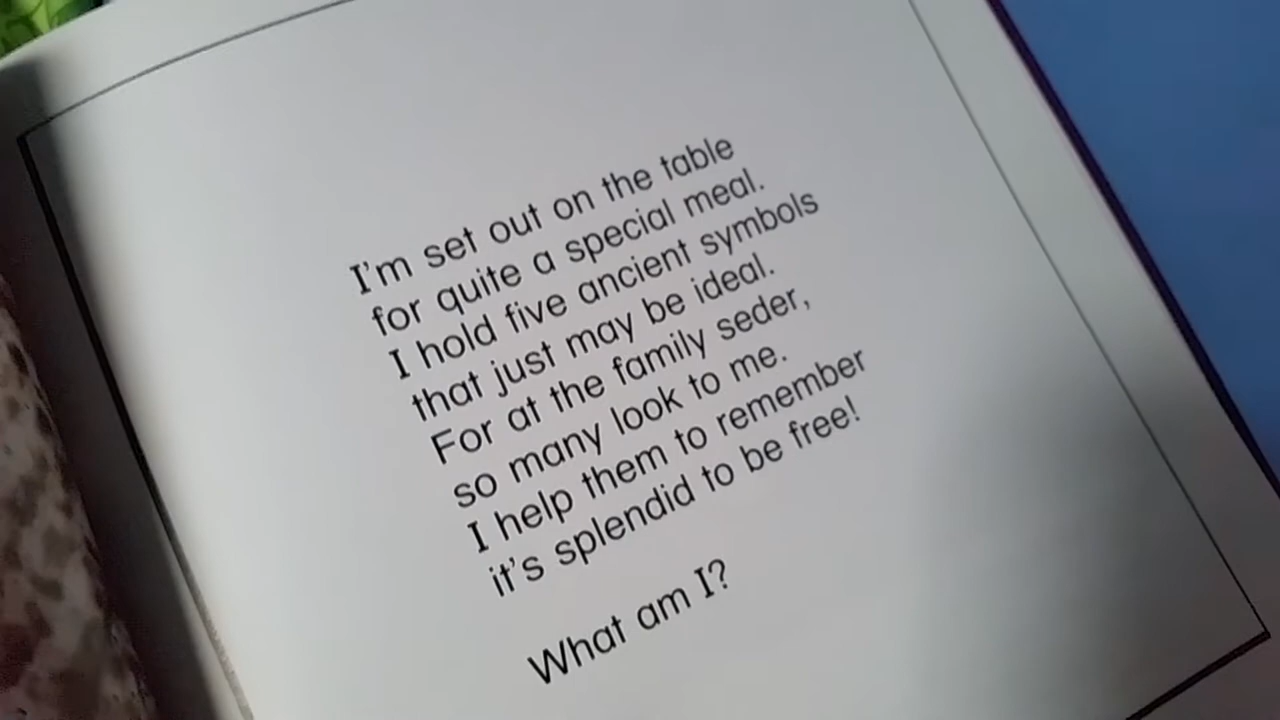 I'm set out on the table
for quite a special meal.
I hold five ancient symbols
that just may be ideal.
For at the family seder,
so many look to me.
I help them to remember
it's splendid to be free!
What am I?